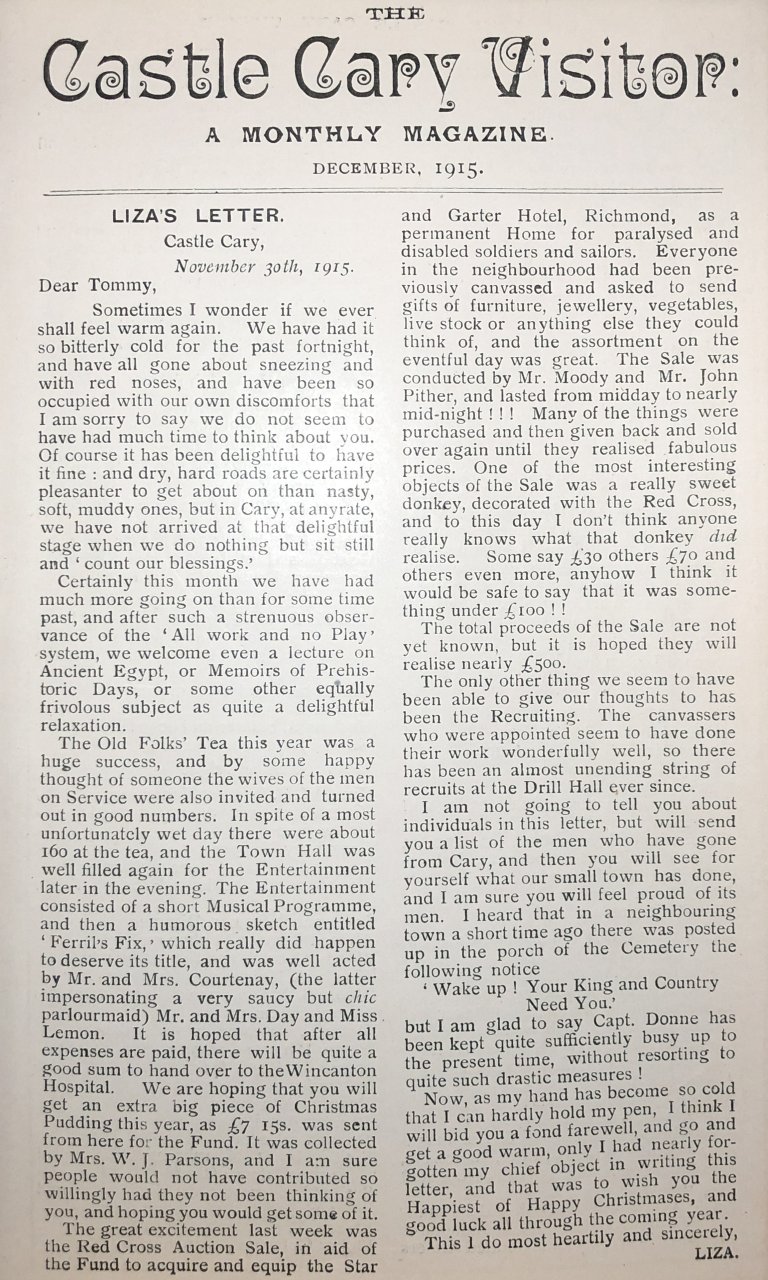 THE
Castle Cary Visitor:
A MONTHLY MAGAZINE.
DECEMBER, 1915.
LIZA'S LETTER.
Castle Cary,
November 30th, 1915.
Dear Tommy,
Sometimes I wonder if we ever
shall feel warm again. We have had it
so bitterly cold for the past fortnight,
and have all gone about sneezing and
with red noses, and have been so
occupied with our own discomforts that
I am sorry to say we do not seem to
have had much time to think about you.
Of course it has been delightful to have
it fine : and dry, hard roads are certainly
pleasanter to get about on than nasty,
soft, muddy ones, but in Cary, at anyrate,
we have not arrived at that delightful
stage when we do nothing but sit still
and ' count our blessings.'
Certainly this month we have had
much more going on than for some time
past, and after such a strenuous obser-
vance of the ' All work and no Play '
system, we welcome even a lecture on
Ancient Egypt, or Memoirs of Prehis-
toric Days, or some other equally
frivolous subject as quite a delightful
relaxation.
The Old Folks' Tea this year was a
huge success, and by some happy
thought of someone the wives of the men
on Service were also invited and turned
out in good numbers. In spite of a most
unfortunately wet day there were about
160 at the tea, and the Town Hall was
well filled again for the Entertainment
later in the evening. The Entertainment
consisted of a short Musical Programme,
and then a humorous sketch entitled
' Ferril's Fix,' which really did happen
to deserve its title, and was well acted
by Mr. and Mrs. Courtenay, (the latter
impersonating a very saucy but chic
parlourmaid) Mr. and Mrs. Day and Miss
Lemon. It is hoped that after all
expenses are paid, there will be quite a
good sum to hand over to the Wincanton
Hospital. We are hoping that you will
get an extra big piece of Christmas
Pudding this year, as £7 15s. was sent
from here for the Fund. It was collected
by Mrs. W. J. Parsons, and I am sure
people would not have contributed so
willingly had they not been thinking of
you, and hoping you would get some of it.
The great excitement last week was
the Red Cross Auction Sale, in aid of
the Fund to acquire and equip the Star
and Garter Hotel, Richmond, as a
permanent Home for paralysed and
disabled soldiers and sailors. Everyone
in the neighbourhood had been pre-
viously canvassed and asked to send
gifts of furniture, jewellery, vegetables,
live stock or anything else they could
think of, and the assortment on the
eventful day was great. The Sale was
conducted by Mr. Moody and Mr. John
Pither, and lasted from midday to nearly
mid-night ! ! ! Many of the things were
purchased and then given back and sold
over again until they realised fabulous
prices. One of the most interesting
objects of the Sale was a really sweet
donkey, decorated with the Red Cross,
and to this day I don't think anyone
really knows what that donkey did
realise. Some say £30 others £70 and
others even more, anyhow I think it
would be safe to say that it was some-
thing under £100 ! !
The total proceeds of the Sale are not
yet known, but it is hoped they will
realise nearly £500.
The only other thing we seem to have
been able to give our thoughts to has
been the Recruiting. The canvassers
who were appointed seem to have done
their work wonderfully well, so there
has been an almost unending string of
recruits at the Drill Hall ever since.
I am not going to tell you about
individuals in this letter, but will send
you a list of the men who have gone
from Cary, and then you will see for
yourself what our small town has done,
and I am sure you will feel proud of its
men. I heard that in a neighbouring
town a short time ago there was posted
up in the porch of the Cemetery the
following notice
' Wake up ! Your King and Country
Need You.'
but I am glad to say Capt. Donne has
been kept quite sufficiently busy up to
the present time, without resorting to
quite such drastic measures !
Now, as my hand has become so cold
that I can hardly hold my pen, I think I
will bid you a fond farewell, and go and
get a good warm, only I had nearly for-
gotten my chief object in writing this
letter, and that was to wish you the
Happiest of Happy Christmases, and
good luck all through the coming year.
This I do most heartily and sincerely,
LIZA.